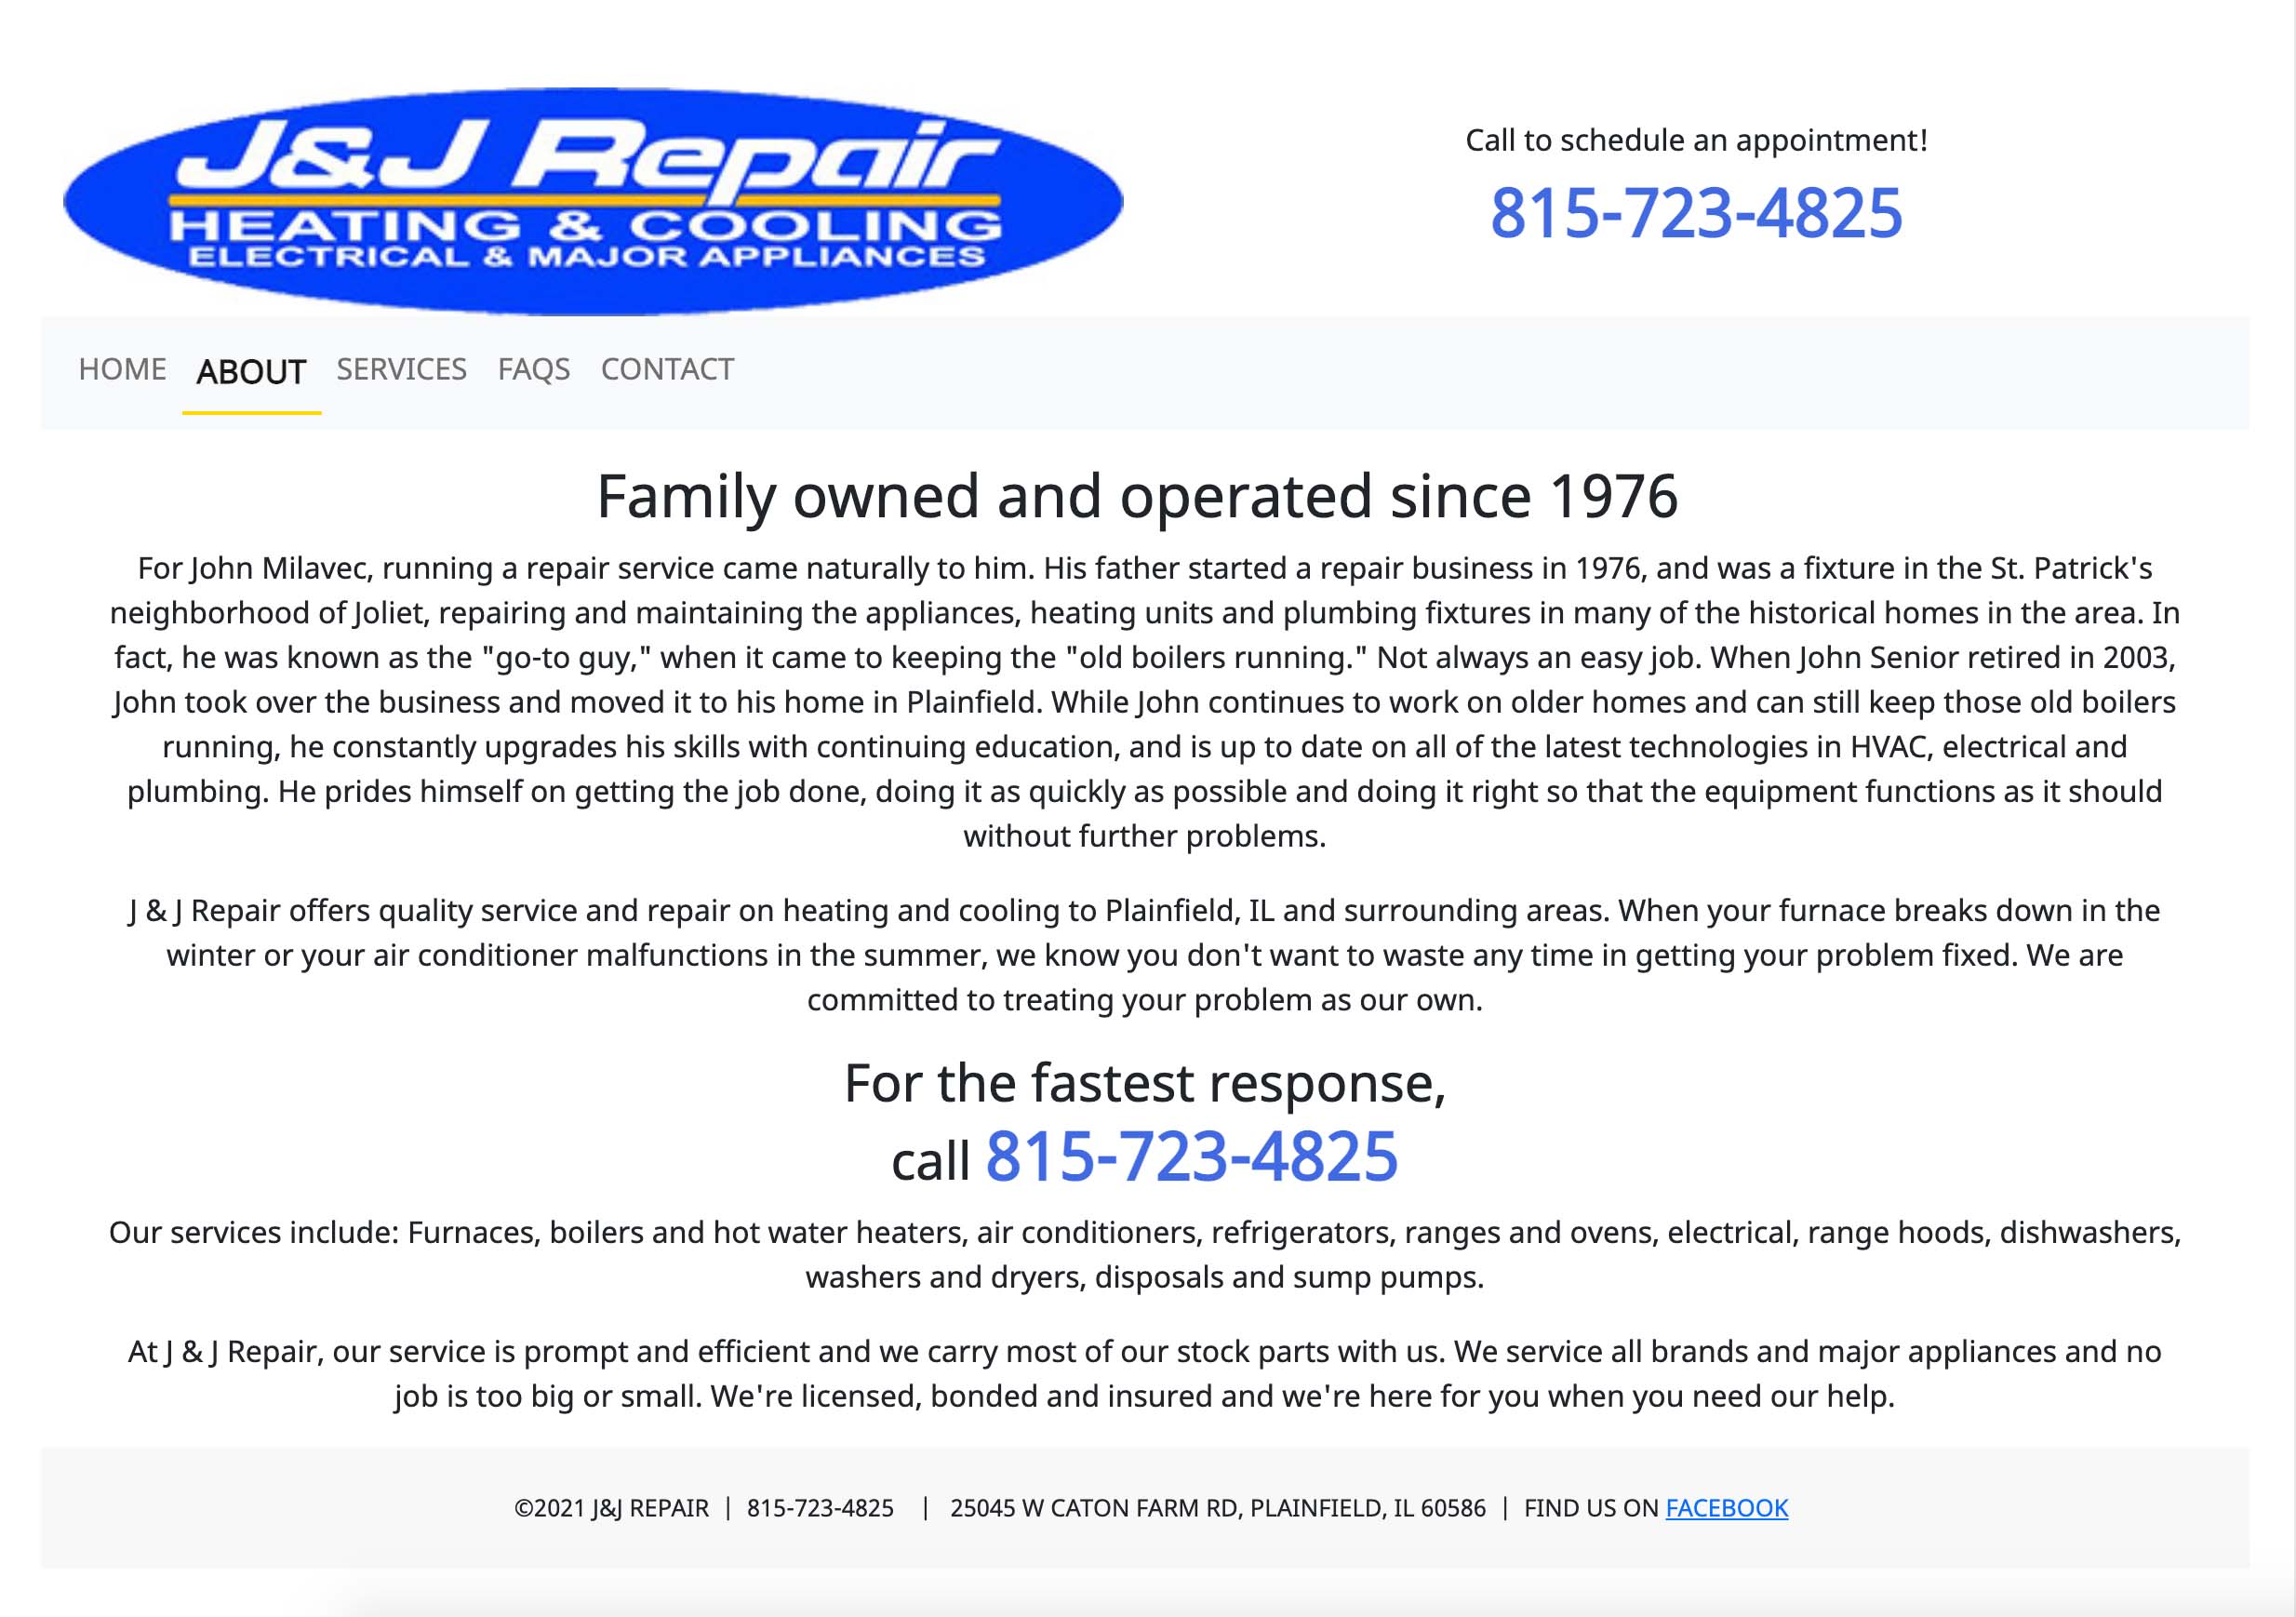 J&J Repair
HEATING & COOLING
ELECTRICAL & MAJOR APPLIANCES
Call to schedule an appointment!
815-723-4825
HOME ABOUT SERVICES FAQS CONTACT
Family owned and operated since 1976
For John Milavec, running a repair service came naturally to him. His father started a repair business in 1976, and was a fixture in the St. Patrick's
neighborhood of Joliet, repairing and maintaining the appliances, heating units and plumbing fixtures in many of the historical homes in the area. In
fact, he was known as the "go-to guy," when it came to keeping the "old boilers running." Not always an easy job. When John Senior retired in 2003,
John took over the business and moved it to his home in Plainfield. While John continues to work on older homes and can still keep those old boilers
running, he constantly upgrades his skills with continuing education, and is up to date on all of the latest technologies in HVAC, electrical and
plumbing. He prides himself on getting the job done, doing it as quickly as possible and doing it right so that the equipment functions as it should
without further problems.
J & J Repair offers quality service and repair on heating and cooling to Plainfield, IL and surrounding areas. When your furnace breaks down in the
winter or your air conditioner malfunctions in the summer, we know you don't want to waste any time in getting your problem fixed. We are
committed to treating your problem as our own.
For the fastest response,
call 815-723-4825
Our services include: Furnaces, boilers and hot water heaters, air conditioners, refrigerators, ranges and ovens, electrical, range hoods, dishwashers,
washers and dryers, disposals and sump pumps.
At J & J Repair, our service is prompt and efficient and we carry most of our stock parts with us. We service all brands and major appliances and no
job is too big or small. We're licensed, bonded and insured and we're here for you when you need our help.
©2021 J&J REPAIR | 815-723-4825 | 25045 W CATON FARM RD, PLAINFIELD, IL 60586 | FIND US ON FACEBOOK